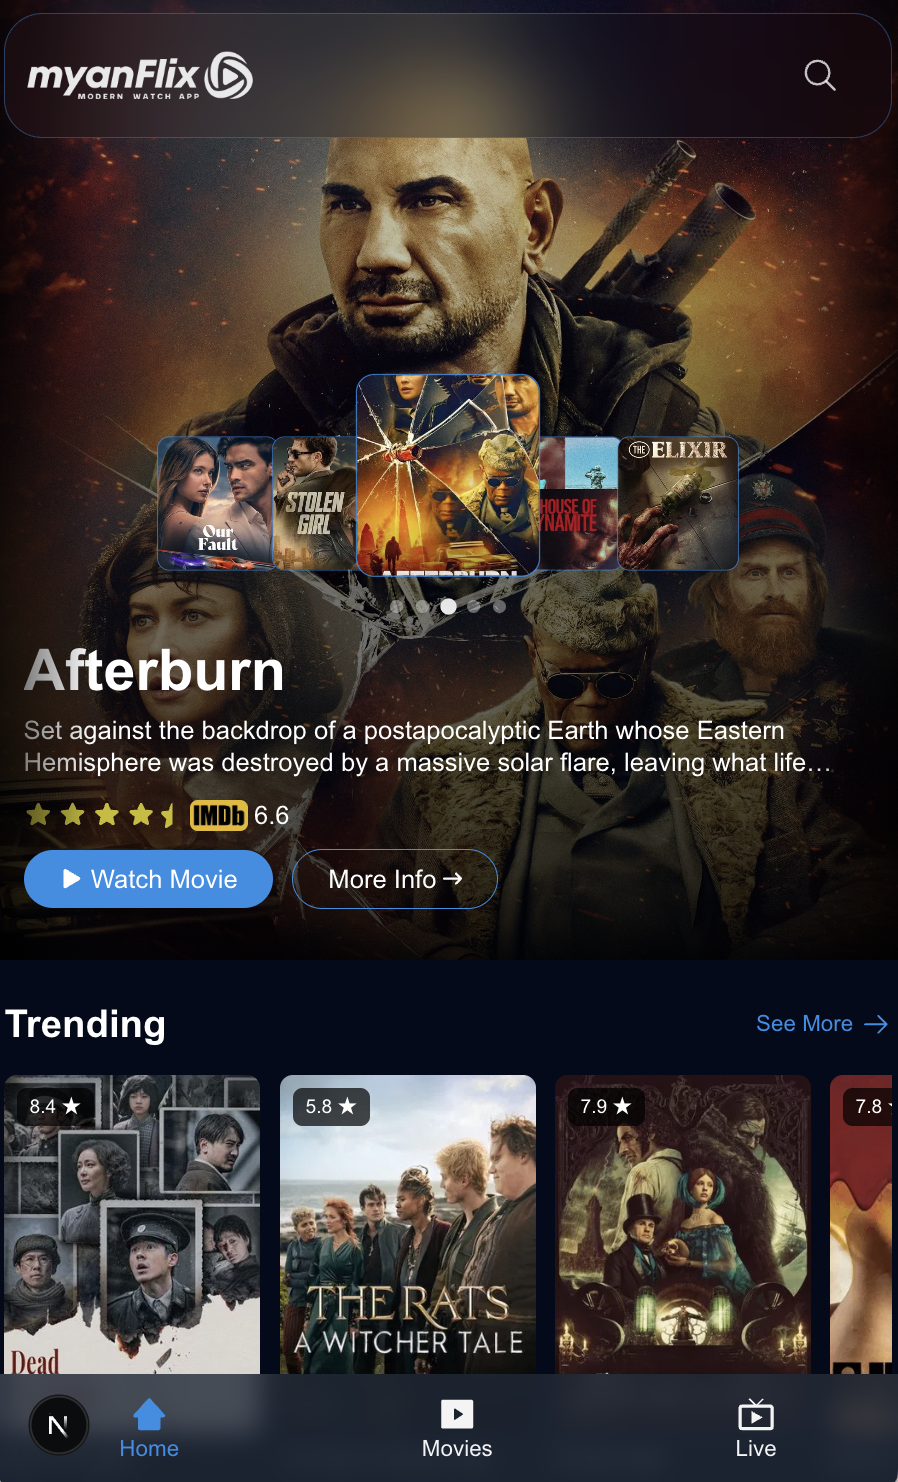 myanFlix
MODERN WATCH APP
Our
Fault
STOLEN
GIRL
AFTERBURN
HOUSE OF
YNAMITE
THE ELIXIR
Afterburn
Set against the backdrop of a postapocalyptic Earth whose Eastern
Hemisphere was destroyed by a massive solar flare, leaving what life…
IMDb 6.6
Watch Movie
More Info
Trending
See More
8.4
5.8
7.9
7.8
Dead
THE RATS
A WITCHER TALE
N
Home
Movies
Live